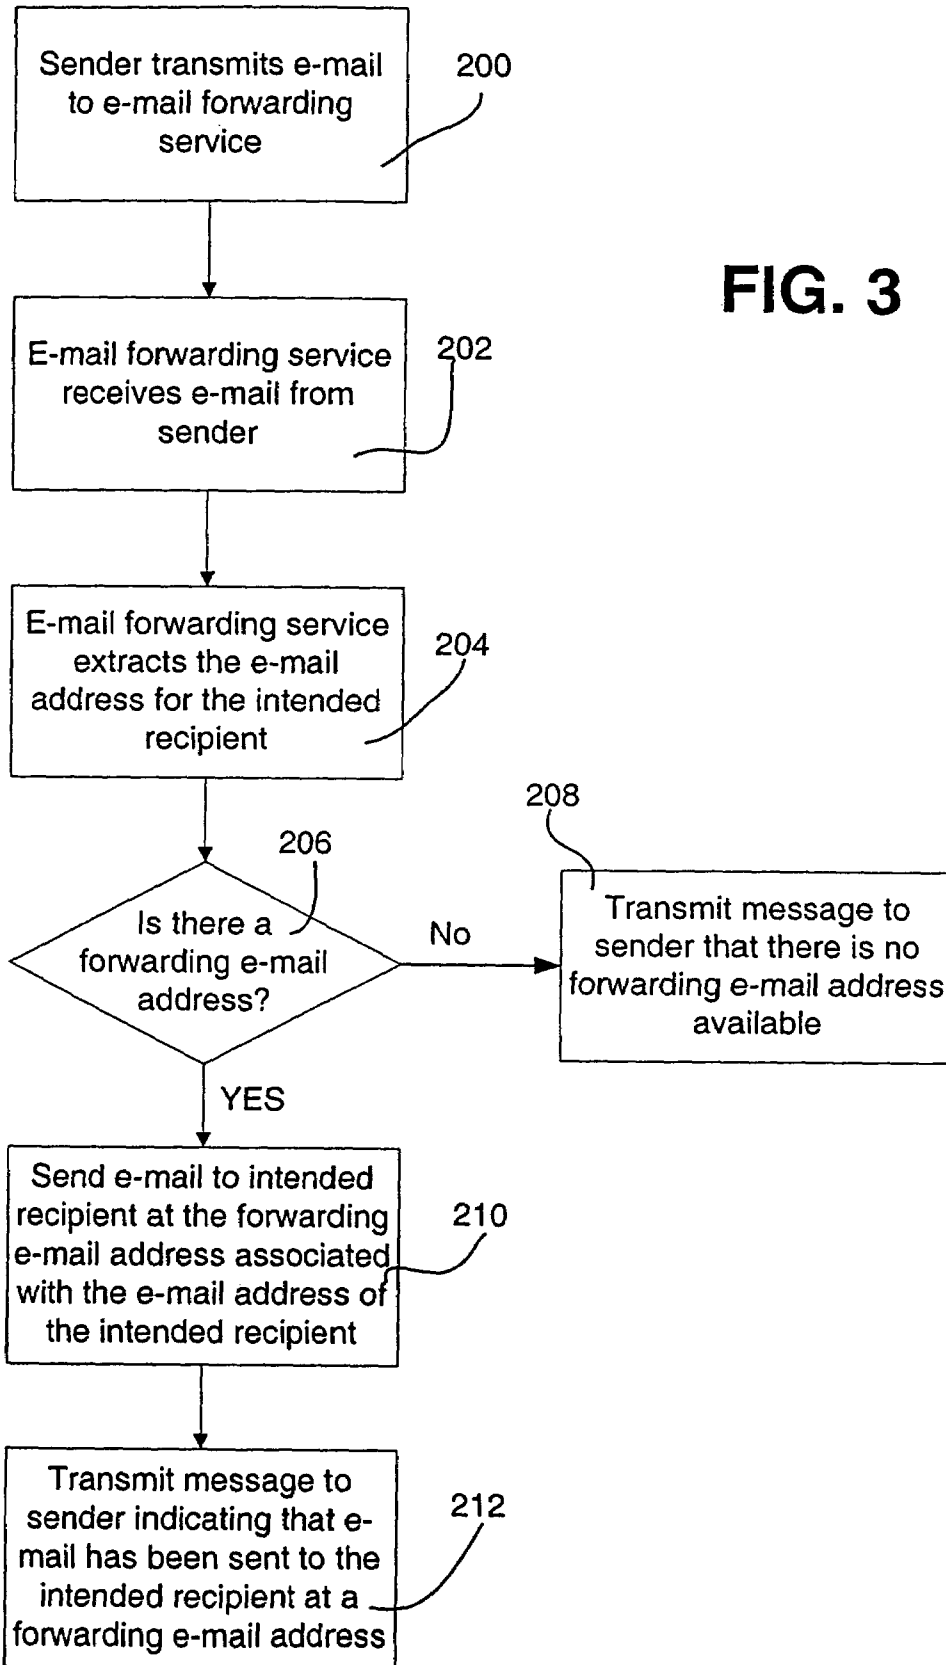 Sender transmits e-mail
to e-mail forwarding
service
200
FIG. 3
E-mail forwarding service
receives e-mail from
sender
202
E-mail forwarding service
extracts the e-mail
address for the intended
recipient
204
206
Is there a
forwarding e-mail
address?
No
208
Transmit message to
sender that there is no
forwarding e-mail address
available
YES
Send e-mail to intended
recipient at the forwarding
e-mail address associated
with the e-mail address of
the intended recipient
210
Transmit message to
sender indicating that e-
mail has been sent to the
intended recipient at a
forwarding e-mail address
212